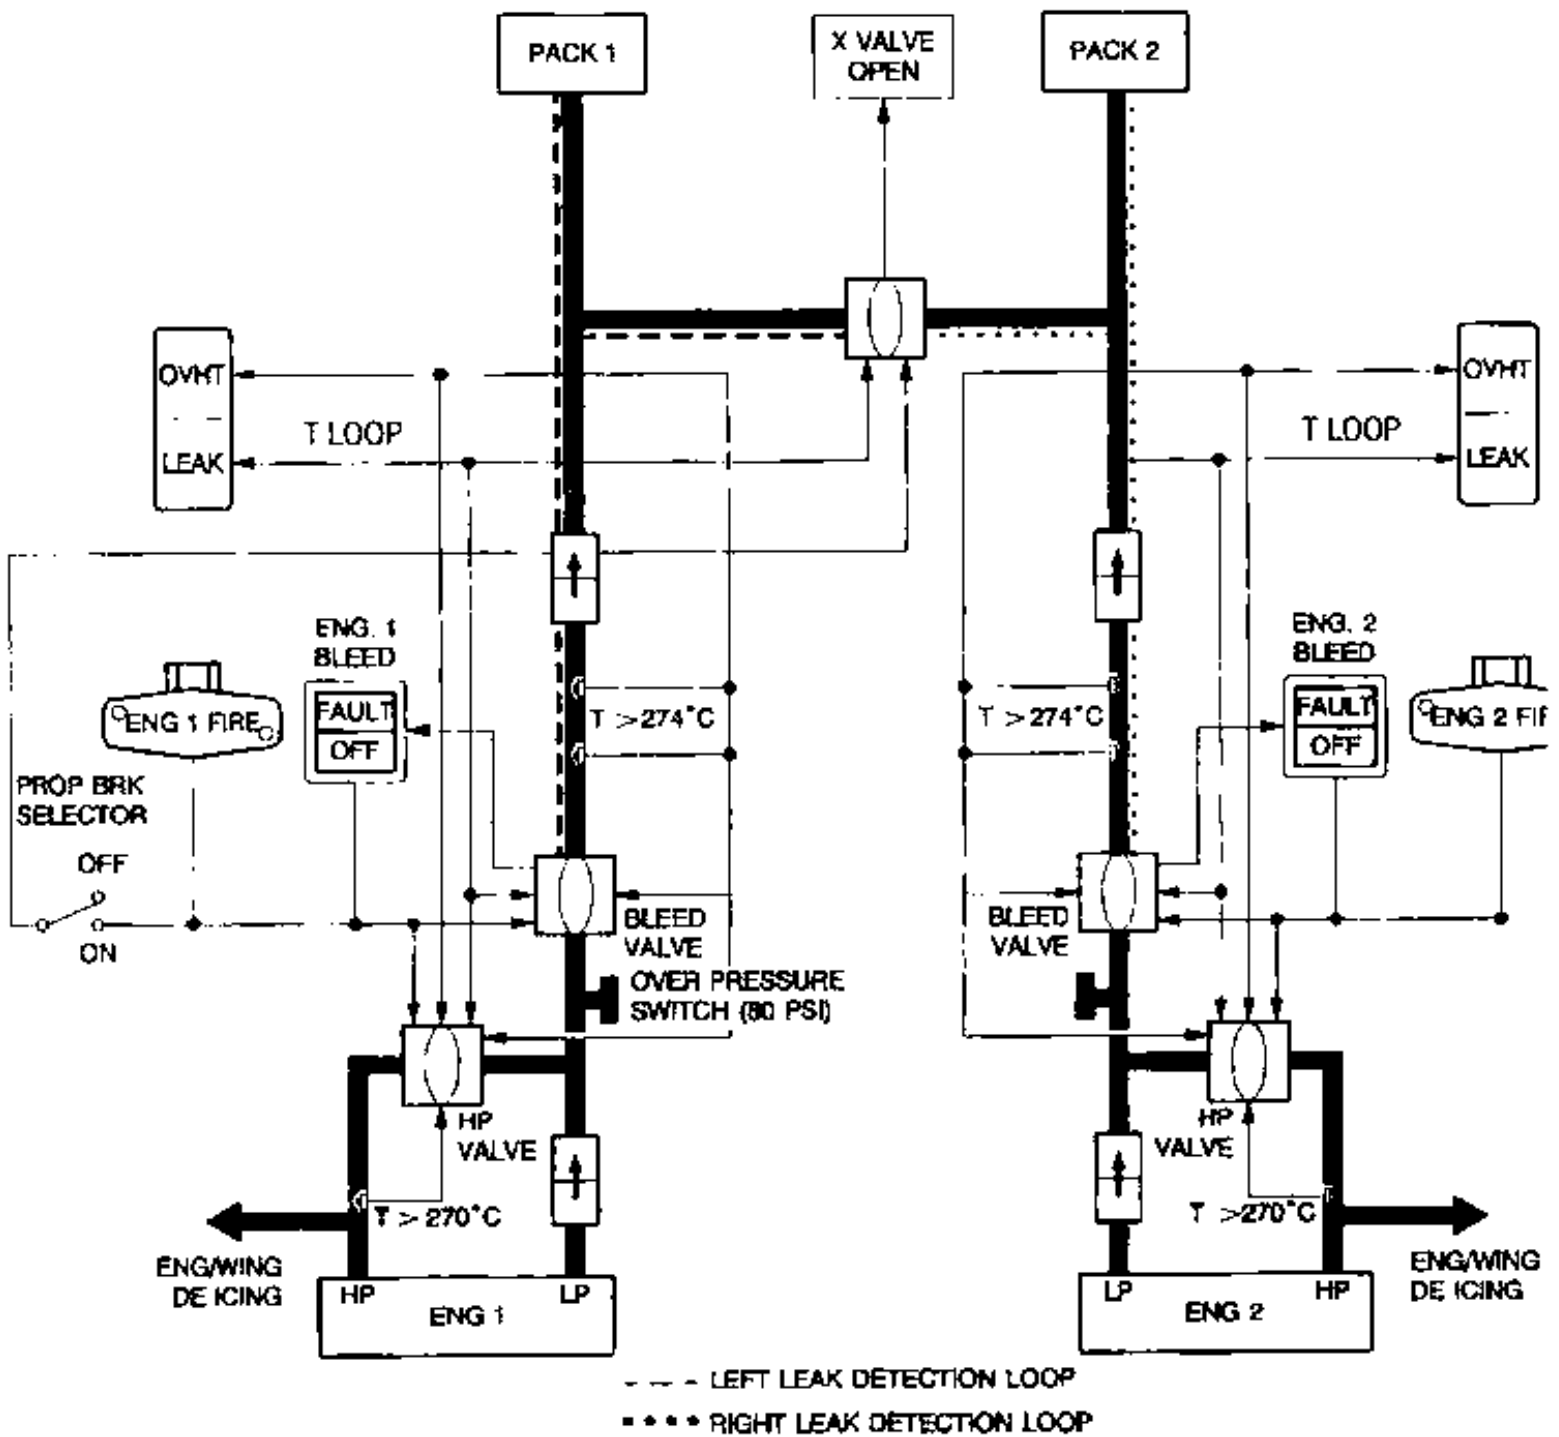 PACK 1
X VALVE
OPEN
PACK 2
OVHT
LEAK
T LOOP
OVHT
LEAK
T LOOP
ENG. 1
BLEED
FAULT
OFF
ENG 1 FIRE
T > 274°C
T > 274°C
ENG. 2
BLEED
FAULT
OFF
ENG 2 FIF
PROP BRK
SELECTOR
OFF
ON
BLEED
VALVE
BLEED
VALVE
OVER PRESSURE
SWITCH (80 PSI)
HP
VALVE
HP
VALVE
T > 270°C
T >270°C
ENG/WING
DE ICING
ENG/WING
DE ICING
HP
LP
ENG 1
LP
HP
ENG 2
LEFT LEAK DETECTION LOOP
RIGHT LEAK DETECTION LOOP